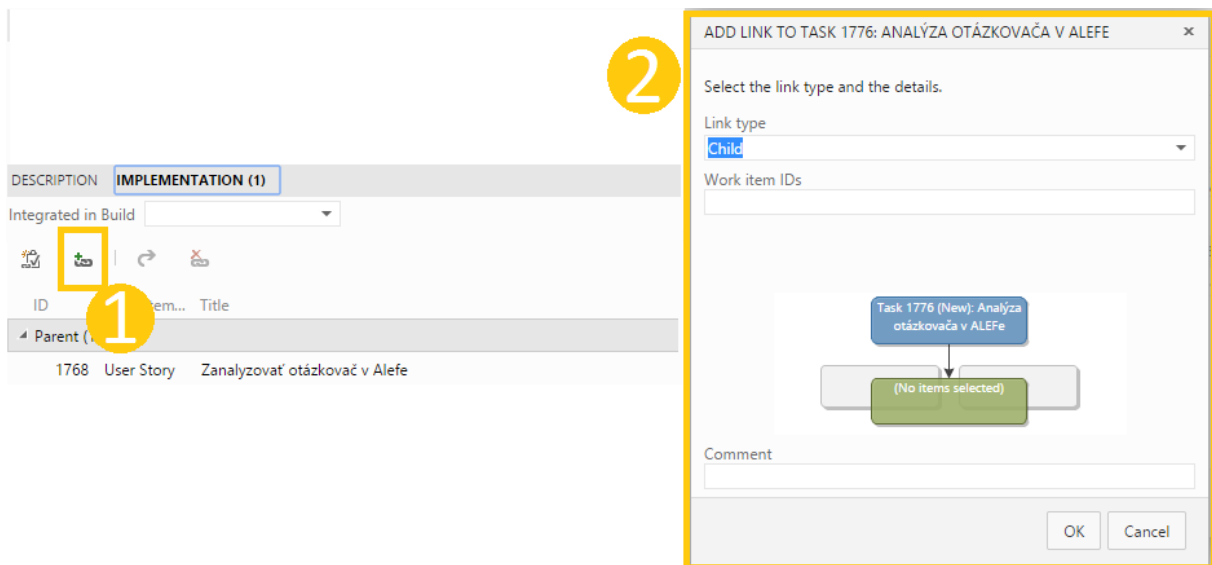 DESCRIPTION IMPLEMENTATION (1)
Integrated in Build
1
ID Title
Parent
1768 User Story Zanalyzovať otázkovač v Alefe
2
ADD LINK TO TASK 1776: ANALÝZA OTÁZKOVAČA V ALEFE ×
Select the link type and the details.
Link type
Child
Work item IDs
Task 1776 (New): Analýza
otázkovača v ALEFe
(No items selected)
Comment
OK Cancel